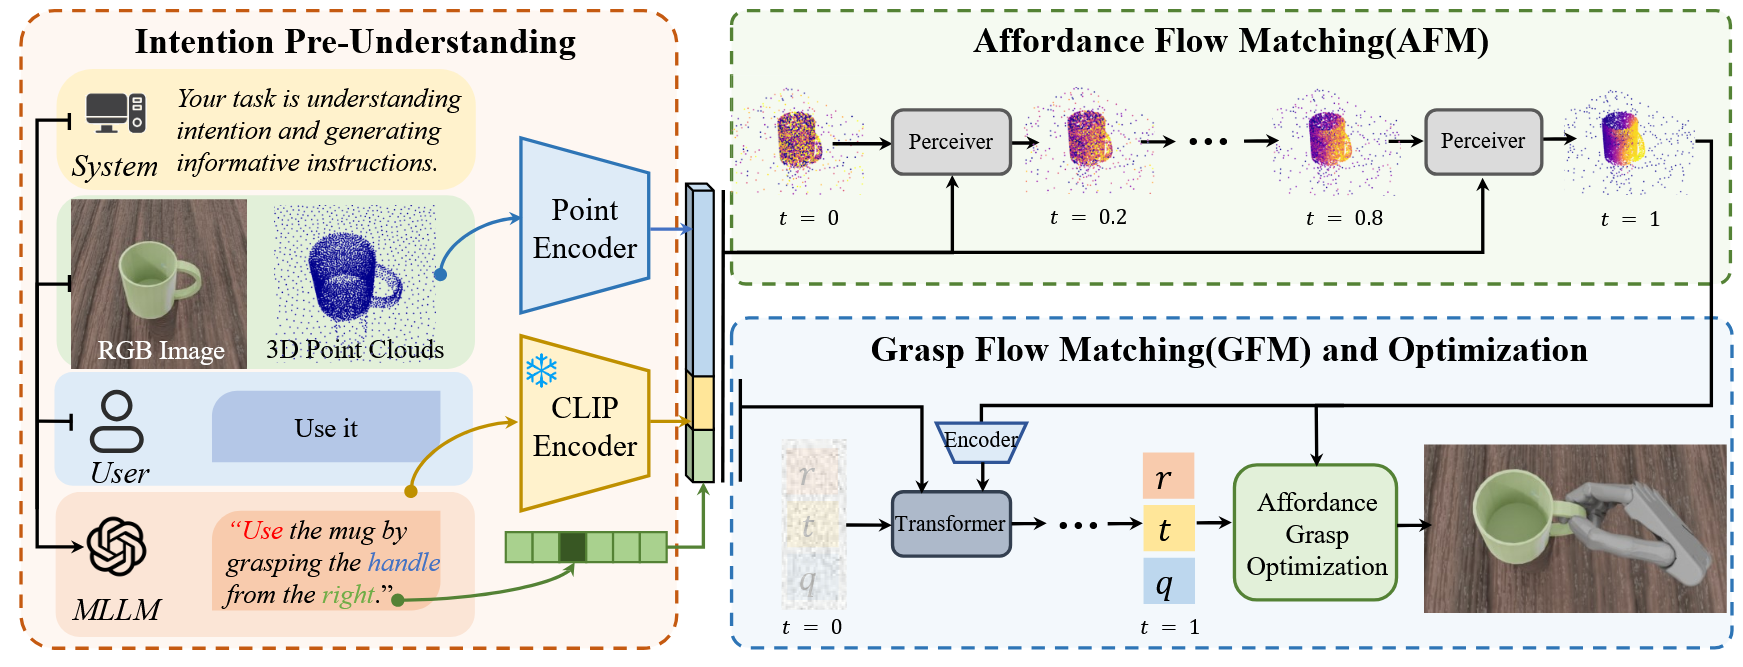 Intention Pre-Understanding
System
Your task is understanding
intention and generating
informative instructions.
RGB Image
3D Point Clouds
User
Use it
MLLM
“Use the mug by
grasping the handle
from the right.”
Point
Encoder
CLIP
Encoder
Affordance Flow Matching(AFM)
Perceiver
Perceiver
t = 0
t = 0.2
t = 0.8
t = 1
Grasp Flow Matching(GFM) and Optimization
Encoder
r
t
q
t = 0
Transformer
r
t
q
t = 1
Affordance
Grasp
Optimization